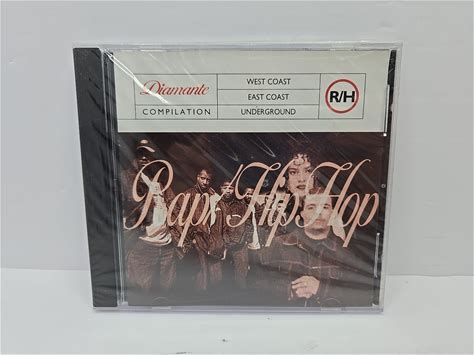 Diamante
COMPILATION
WEST COAST
EAST COAST
UNDERGROUND
R/H
Rap/Hip Hop